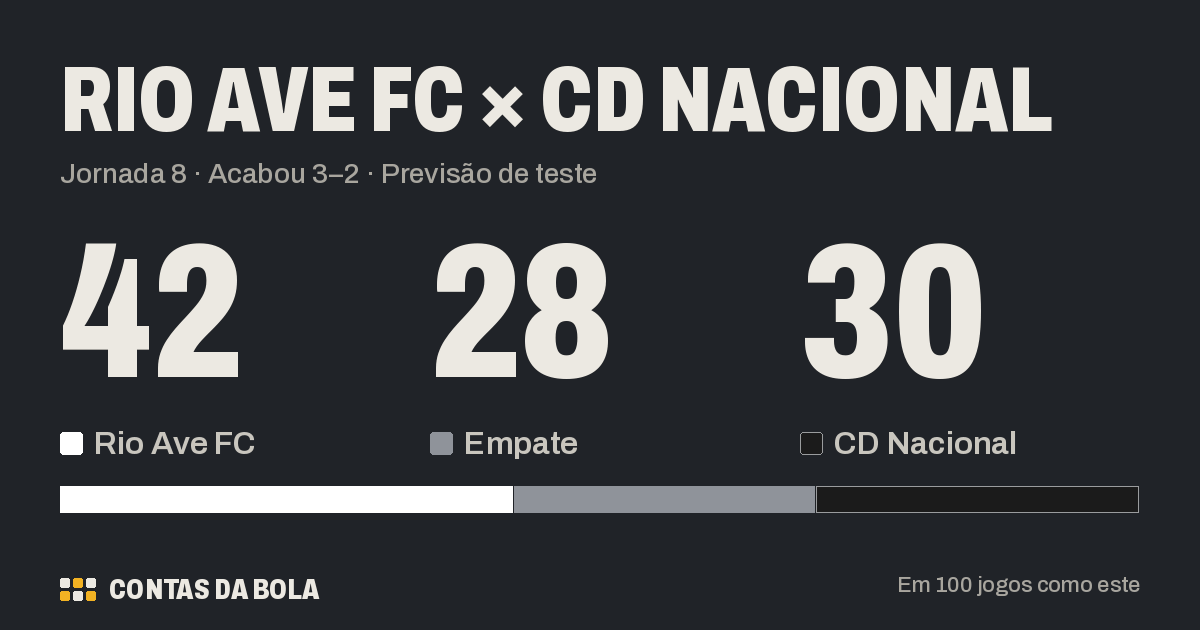 RIO AVE FC × CD NACIONAL
Jornada 8 · Acabou 3–2 · Previsão de teste
42 28 30
Rio Ave FC Empate CD Nacional
CONTAS DA BOLA Em 100 jogos como este